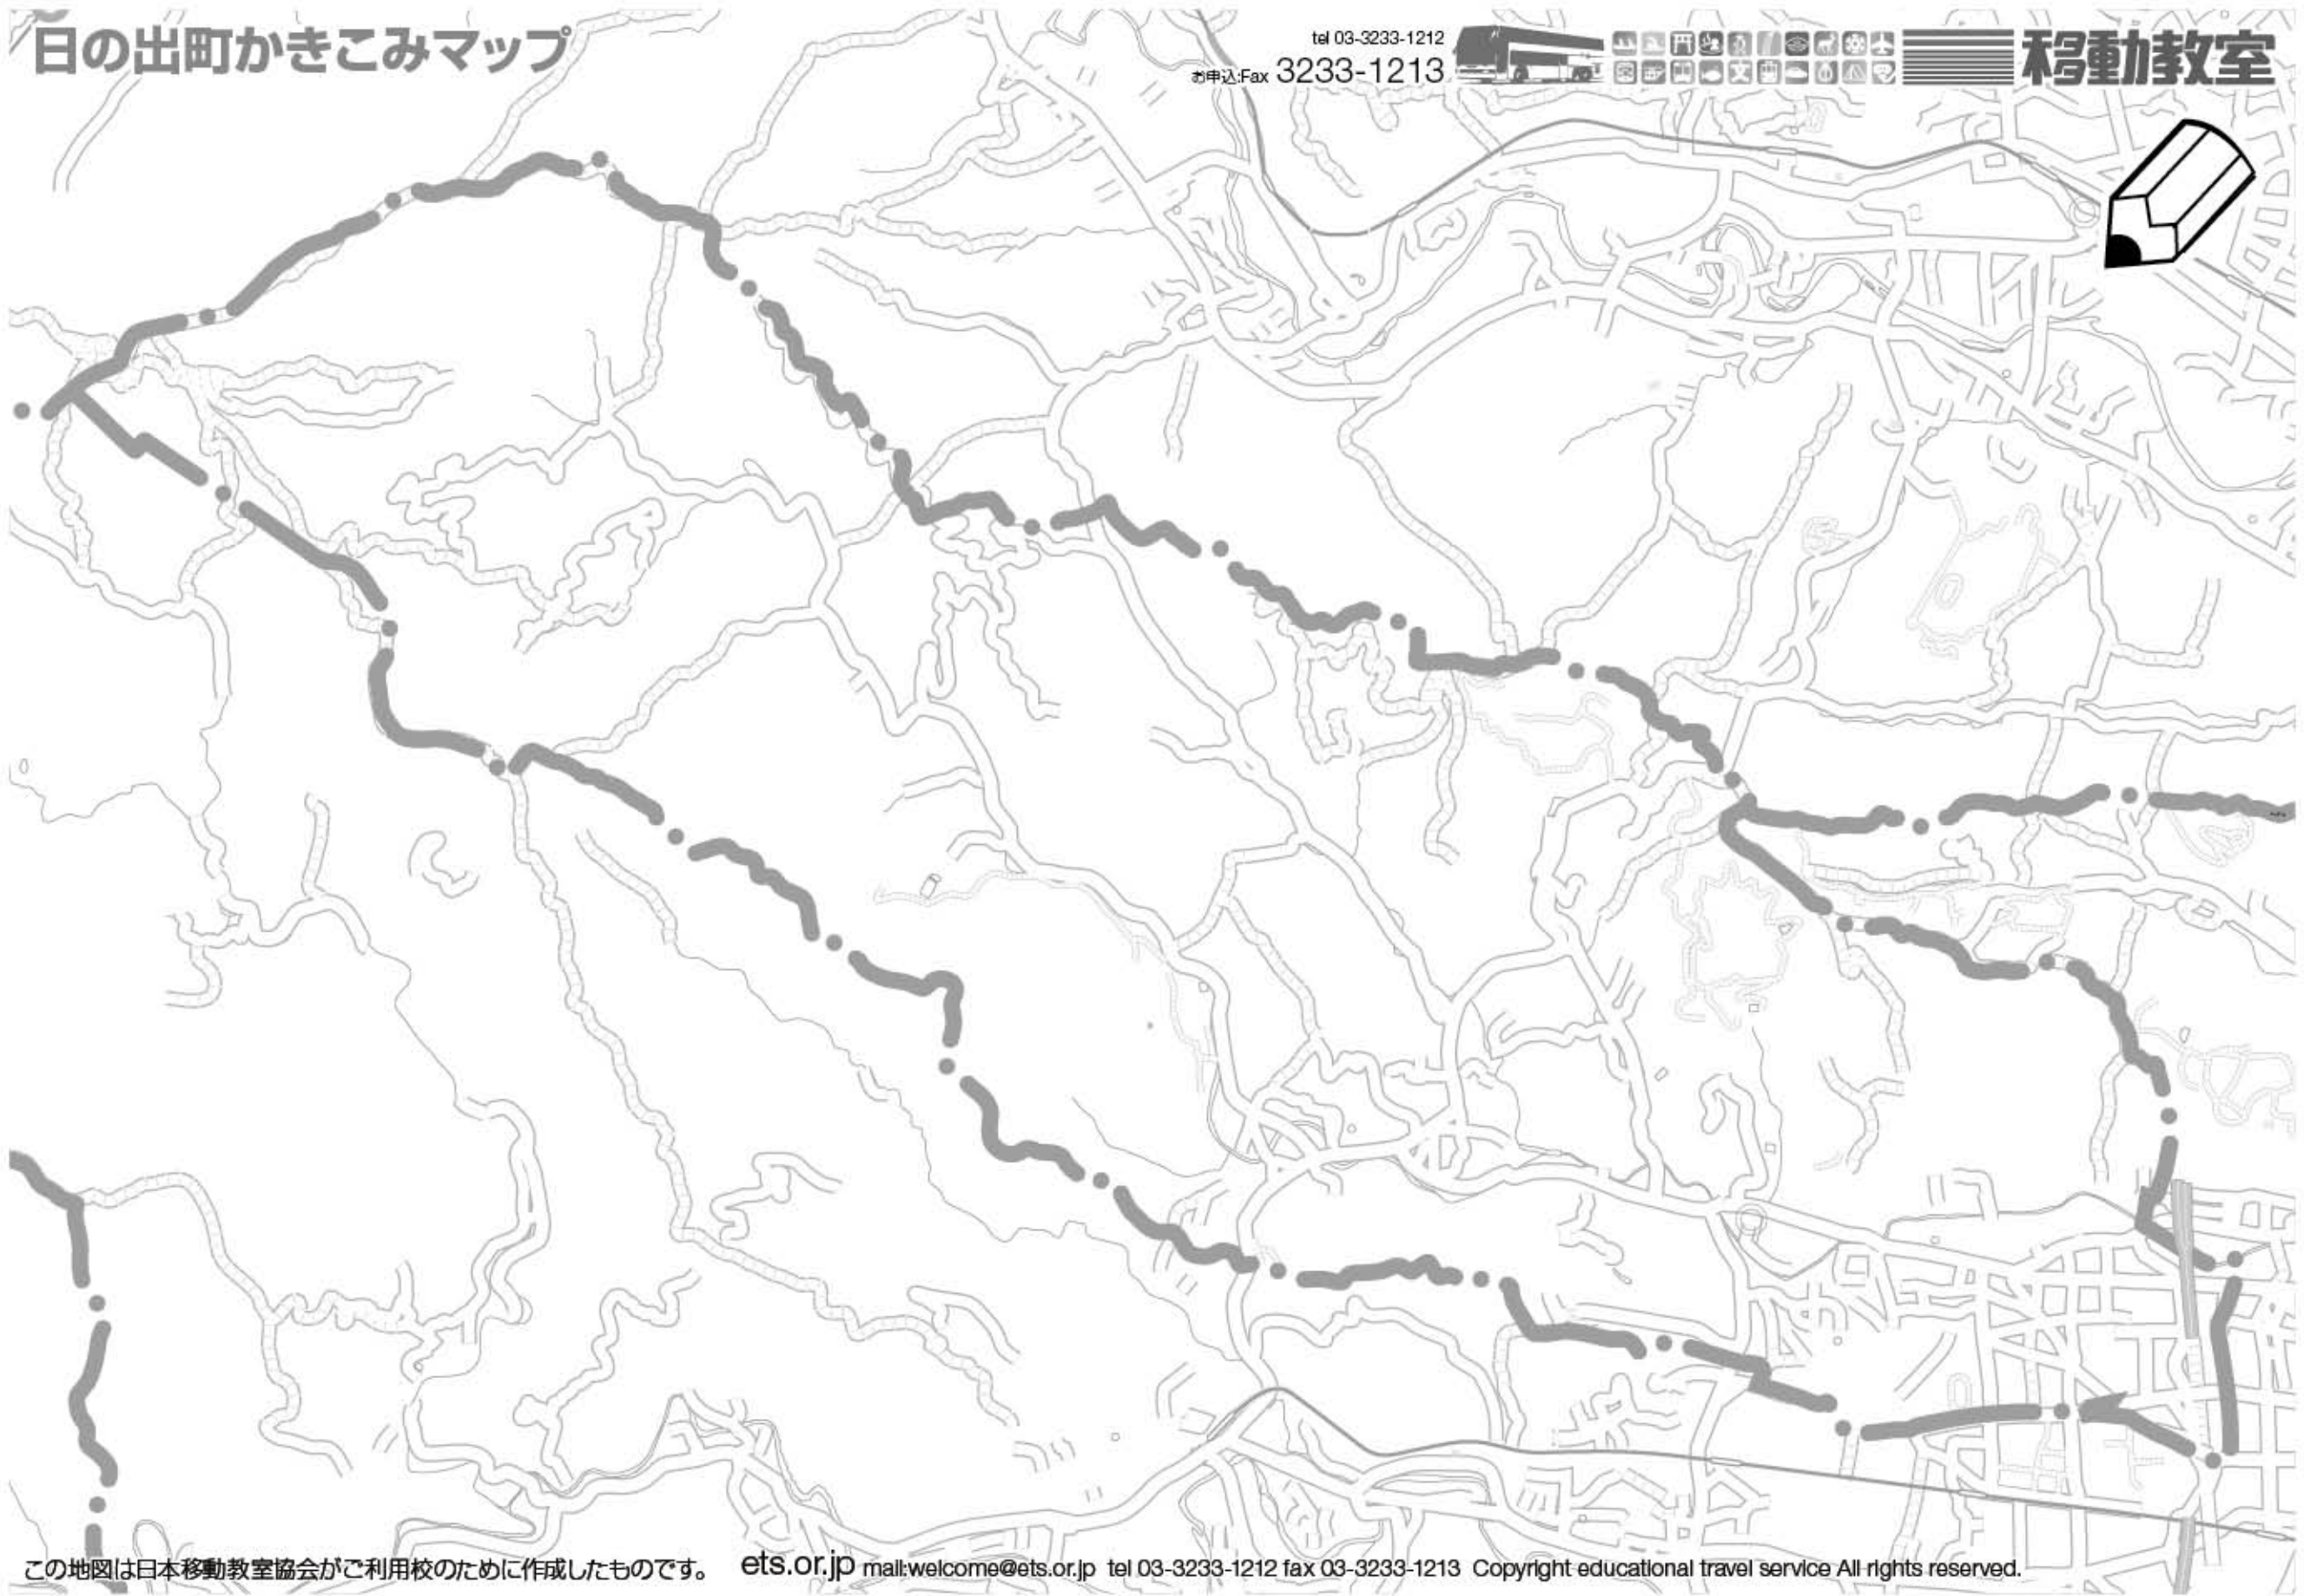 日の出町かきこみマップ
tel 03-3233-1212
お申込:Fax 3233-1213
移動教室
この地図は日本移動教室協会がご利用校のために作成したものです。 ets.or.jp mail:welcome@ets.or.jp tel 03-3233-1212 fax 03-3233-1213 Copyright educational travel service All rights reserved.